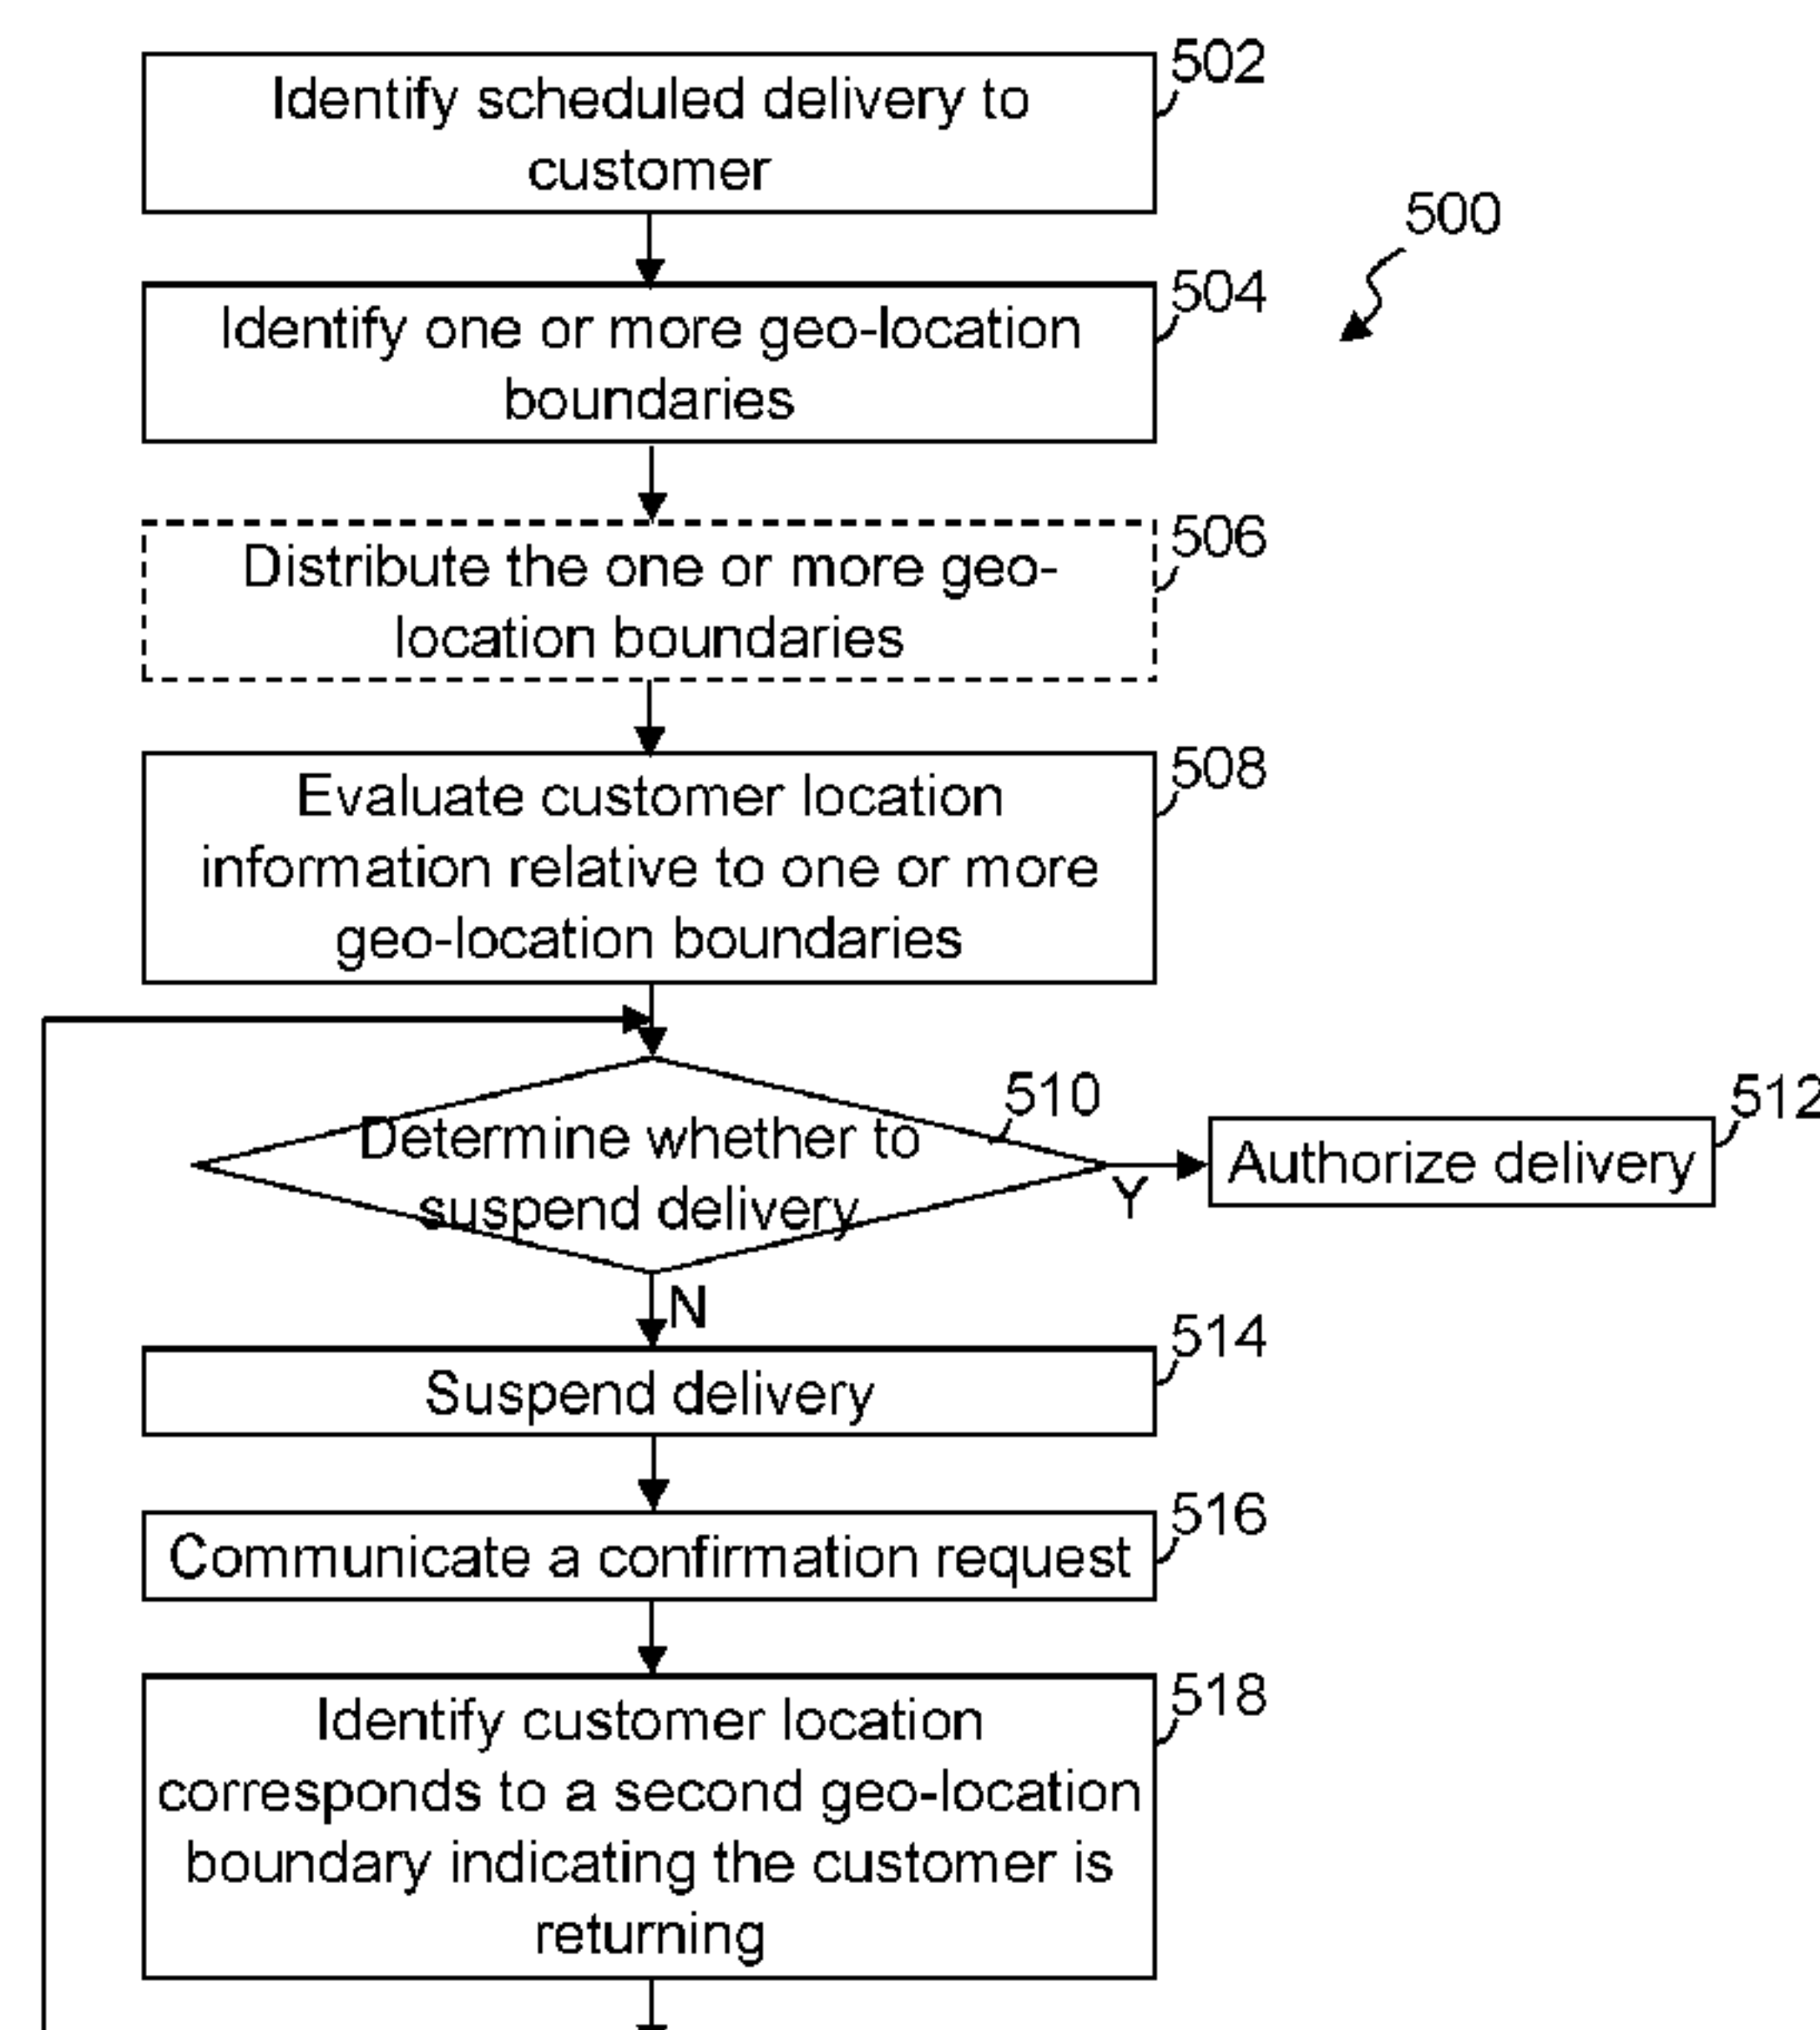 502
Identify scheduled delivery to
customer
500
504
Identify one or more geo-location
boundaries
506
Distribute the one or more geo-
location boundaries
508
Evaluate customer location
information relative to one or more
geo-location boundaries
510
Determine whether to
suspend delivery
Y
512
Authorize delivery
N
514
Suspend delivery
516
Communicate a confirmation request
518
Identify customer location
corresponds to a second geo-location
boundary indicating the customer is
returning